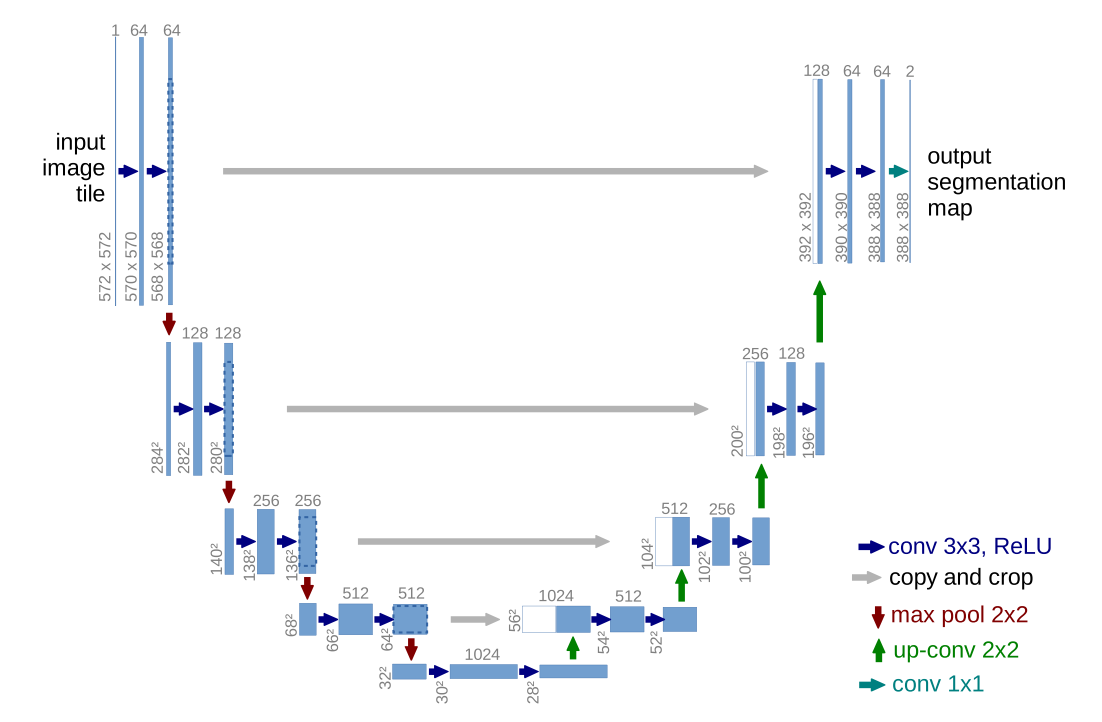 1 64 64
128 64 64 2
input
image
tile
output
segmentation
map
572 x 572
570 x 570
568 x 568
392 x 392
390 x 390
388 x 388
388 x 388
128 128
256 128
284²
282²
280²
200²
198²
196²
256 256
512 256
140²
138²
136²
104²
102²
100²
512 512
1024 512
68²
66²
64²
56²
54²
52²
1024
32²
30²
28²
conv 3x3, ReLU
copy and crop
max pool 2x2
up-conv 2x2
conv 1x1